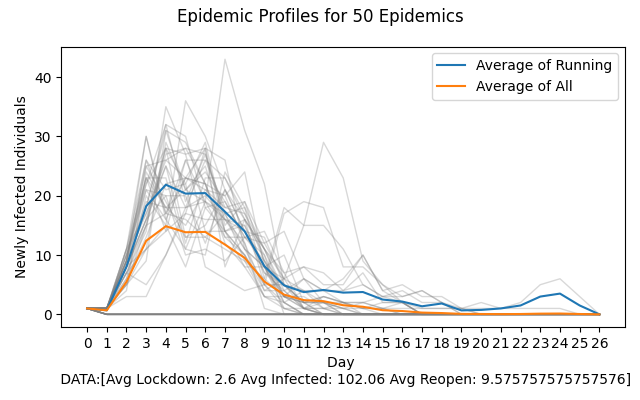 Epidemic Profiles for 50 Epidemics
Average of Running
Average of All
Newly Infected Individuals
40
30
20
10
0
0 1 2 3 4 5 6 7 8 9 10 11 12 13 14 15 16 17 18 19 20 21 22 23 24 25 26
Day
DATA:[Avg Lockdown: 2.6 Avg Infected: 102.06 Avg Reopen: 9.575757575757576]